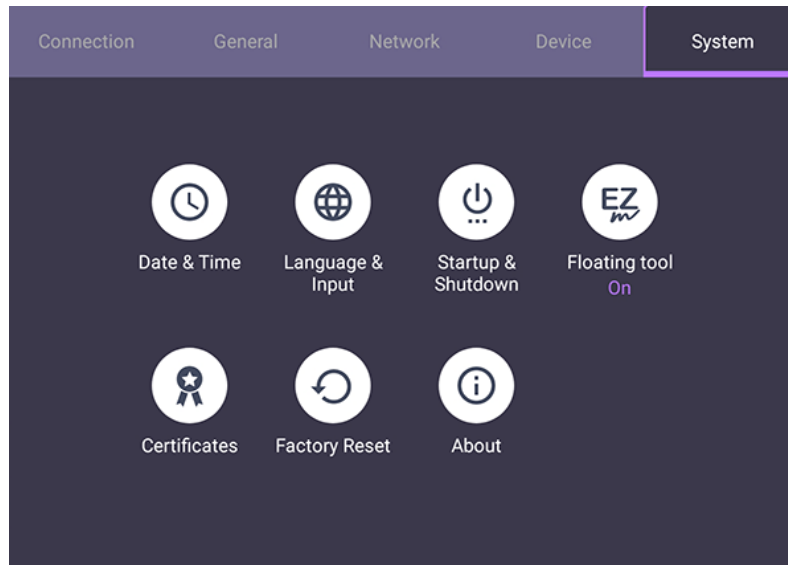 Connection General Network Device System
EZ
m
Date & Time Language & Startup & Floating tool
Input Shutdown On
Certificates Factory Reset About